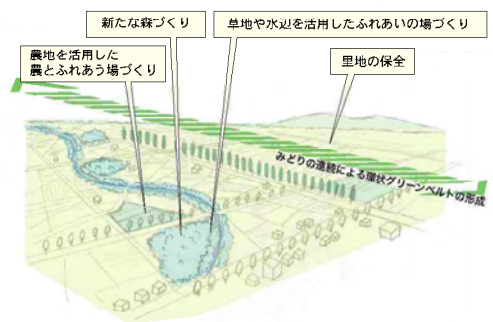 新たな森づくり
草地や水辺を活用したふれあいの場づくり
農地を活用した
農とふれあう場づくり
里地の保全
みどりの連続による環状グリーンベルトの形成